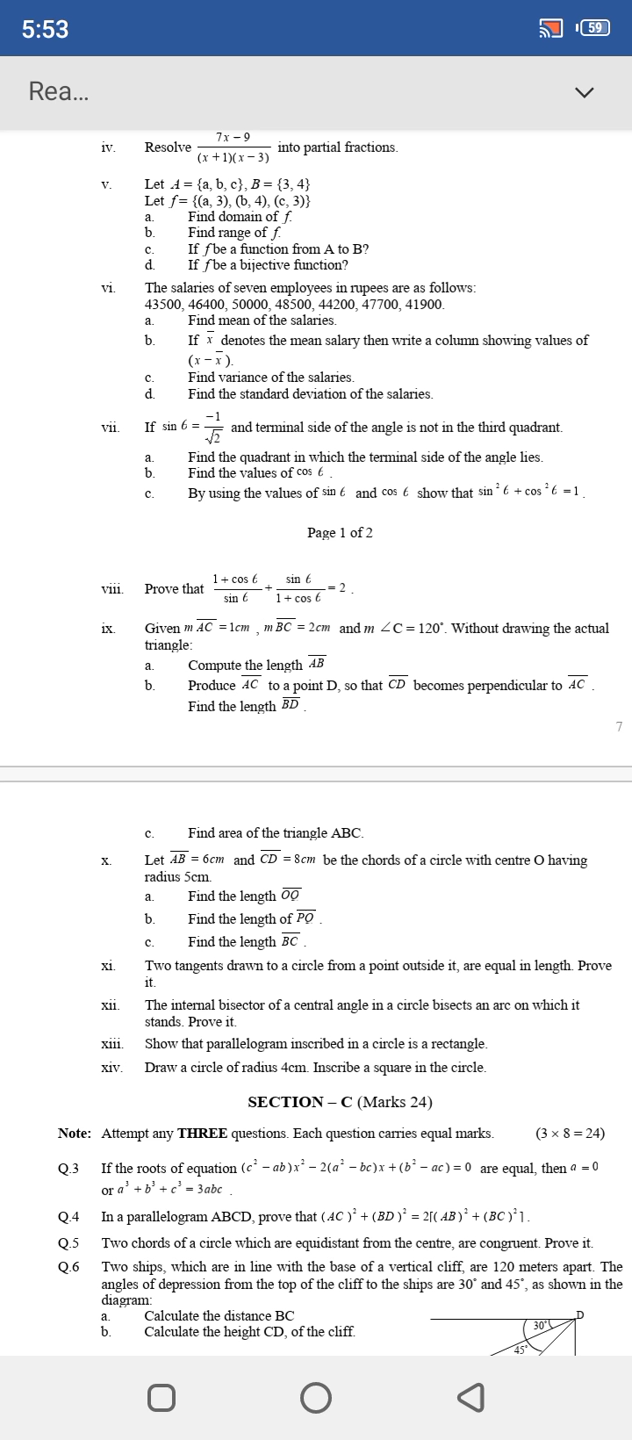 5:53
59
Rea...
iv. Resolve (7x − 9)/((x + 1)(x − 3)) into partial fractions.
v. Let A = {a, b, c}, B = {3, 4}
Let f = {(a, 3), (b, 4), (c, 3)}
a. Find domain of f.
b. Find range of f.
c. If f be a function from A to B?
d. If f be a bijective function?
vi. The salaries of seven employees in rupees are as follows:
43500, 46400, 50000, 48500, 44200, 47700, 41900.
a. Find mean of the salaries.
b. If x̄ denotes the mean salary then write a column showing values of
(x − x̄).
c. Find variance of the salaries.
d. Find the standard deviation of the salaries.
vii. If sin ϐ = −1/√2 and terminal side of the angle is not in the third quadrant.
a. Find the quadrant in which the terminal side of the angle lies.
b. Find the values of cos ϐ .
c. By using the values of sin ϐ and cos ϐ show that sin² ϐ + cos² ϐ = 1 .
Page 1 of 2
viii. Prove that (1 + cos ϐ)/(sin ϐ) + (sin ϐ)/(1 + cos ϐ) = 2 .
ix. Given m AC = 1cm , m BC = 2cm and m ∠C = 120°. Without drawing the actual
triangle:
a. Compute the length AB
b. Produce AC to a point D, so that CD becomes perpendicular to AC .
Find the length BD .
7
c. Find area of the triangle ABC.
x. Let AB = 6cm and CD = 8cm be the chords of a circle with centre O having
radius 5cm.
a. Find the length OQ
b. Find the length of PQ .
c. Find the length BC .
xi. Two tangents drawn to a circle from a point outside it, are equal in length. Prove
it.
xii. The internal bisector of a central angle in a circle bisects an arc on which it
stands. Prove it.
xiii. Show that parallelogram inscribed in a circle is a rectangle.
xiv. Draw a circle of radius 4cm. Inscribe a square in the circle.
SECTION – C (Marks 24)
Note: Attempt any THREE questions. Each question carries equal marks. (3 × 8 = 24)
Q.3 If the roots of equation (c² − ab)x² − 2(a² − bc)x + (b² − ac) = 0 are equal, then a = 0
or a³ + b³ + c³ = 3abc .
Q.4 In a parallelogram ABCD, prove that (AC)² + (BD)² = 2[(AB)² + (BC)²].
Q.5 Two chords of a circle which are equidistant from the centre, are congruent. Prove it.
Q.6 Two ships, which are in line with the base of a vertical cliff, are 120 meters apart. The
angles of depression from the top of the cliff to the ships are 30° and 45°, as shown in the
diagram:
a. Calculate the distance BC
b. Calculate the height CD, of the cliff.
D
30°
45°